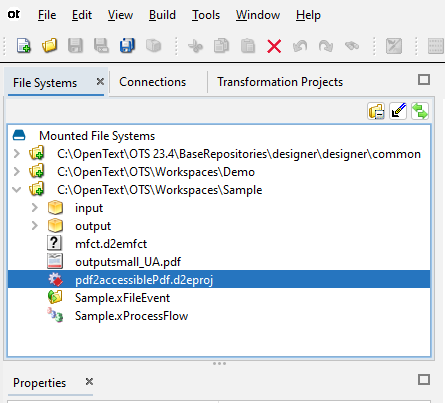 ot File Edit View Build Tools Window Help
File Systems Connections Transformation Projects
Mounted File Systems
C:\OpenText\OTS 23.4\BaseRepositories\designer\designer\common
C:\OpenText\OTS\Workspaces\Demo
C:\OpenText\OTS\Workspaces\Sample
input
output
mfct.d2emfct
outputsmall_UA.pdf
pdf2accessiblePdf.d2eproj
Sample.xFileEvent
Sample.xProcessFlow
Properties